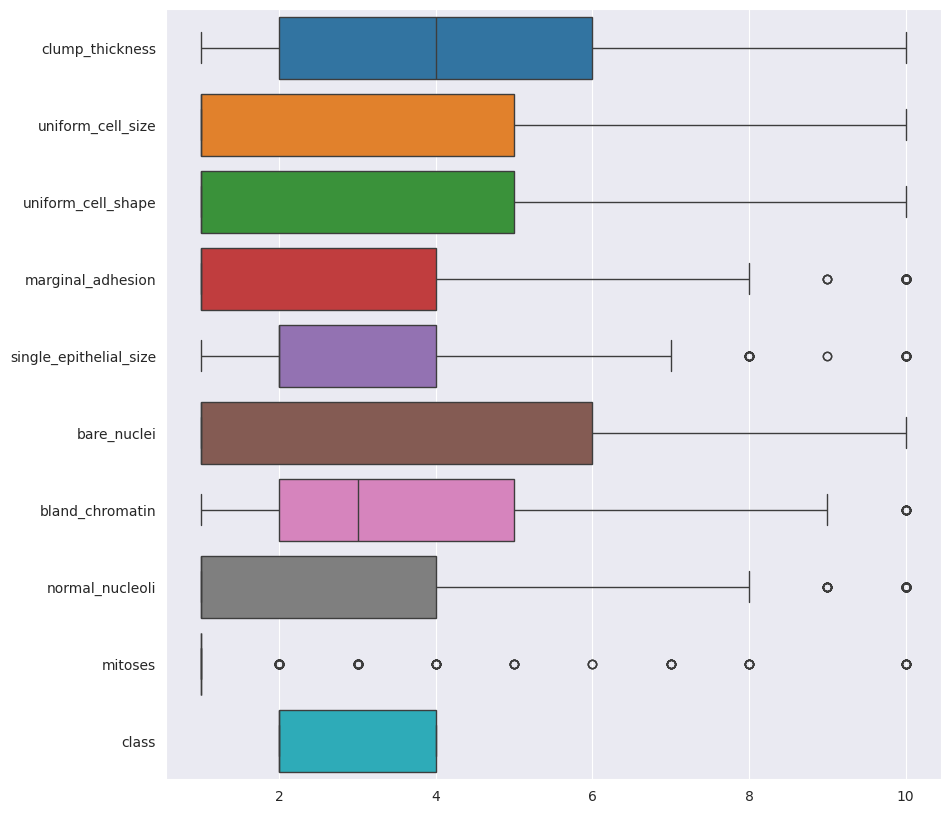 clump_thickness
uniform_cell_size
uniform_cell_shape
marginal_adhesion
single_epithelial_size
bare_nuclei
bland_chromatin
normal_nucleoli
mitoses
class
2 4 6 8 10